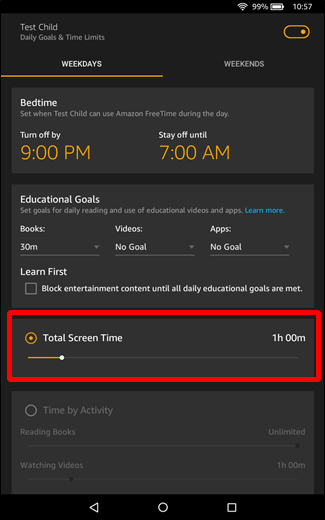 99% 10:57
Test Child
Daily Goals & Time Limits
WEEKDAYS WEEKENDS
Bedtime
Set when Test Child can use Amazon FreeTime during the day.
Turn off by Stay off until
9:00 PM 7:00 AM
Educational Goals
Set goals for daily reading and use of educational videos and apps. Learn more.
Books: Videos: Apps:
30m No Goal No Goal
Learn First
Block entertainment content until all daily educational goals are met.
Total Screen Time 1h 00m
Time by Activity
Reading Books Unlimited
Watching Videos 1h 00m